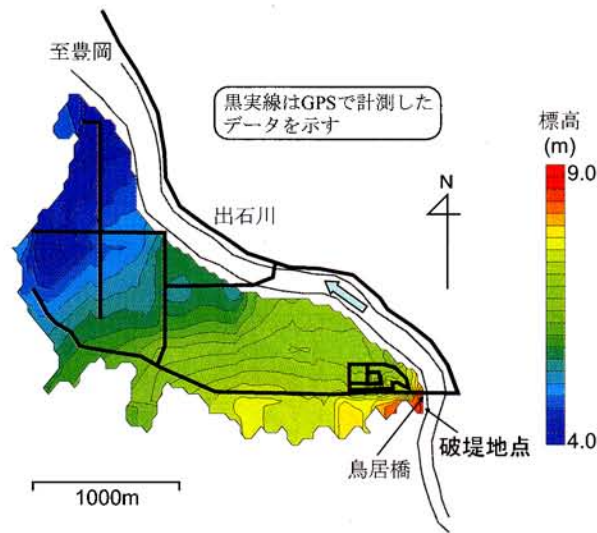 至豊岡
黒実線はGPSで計測した
データを示す
標高
(m)
9.0
N
出石川
破堤地点
4.0
鳥居橋
1000m